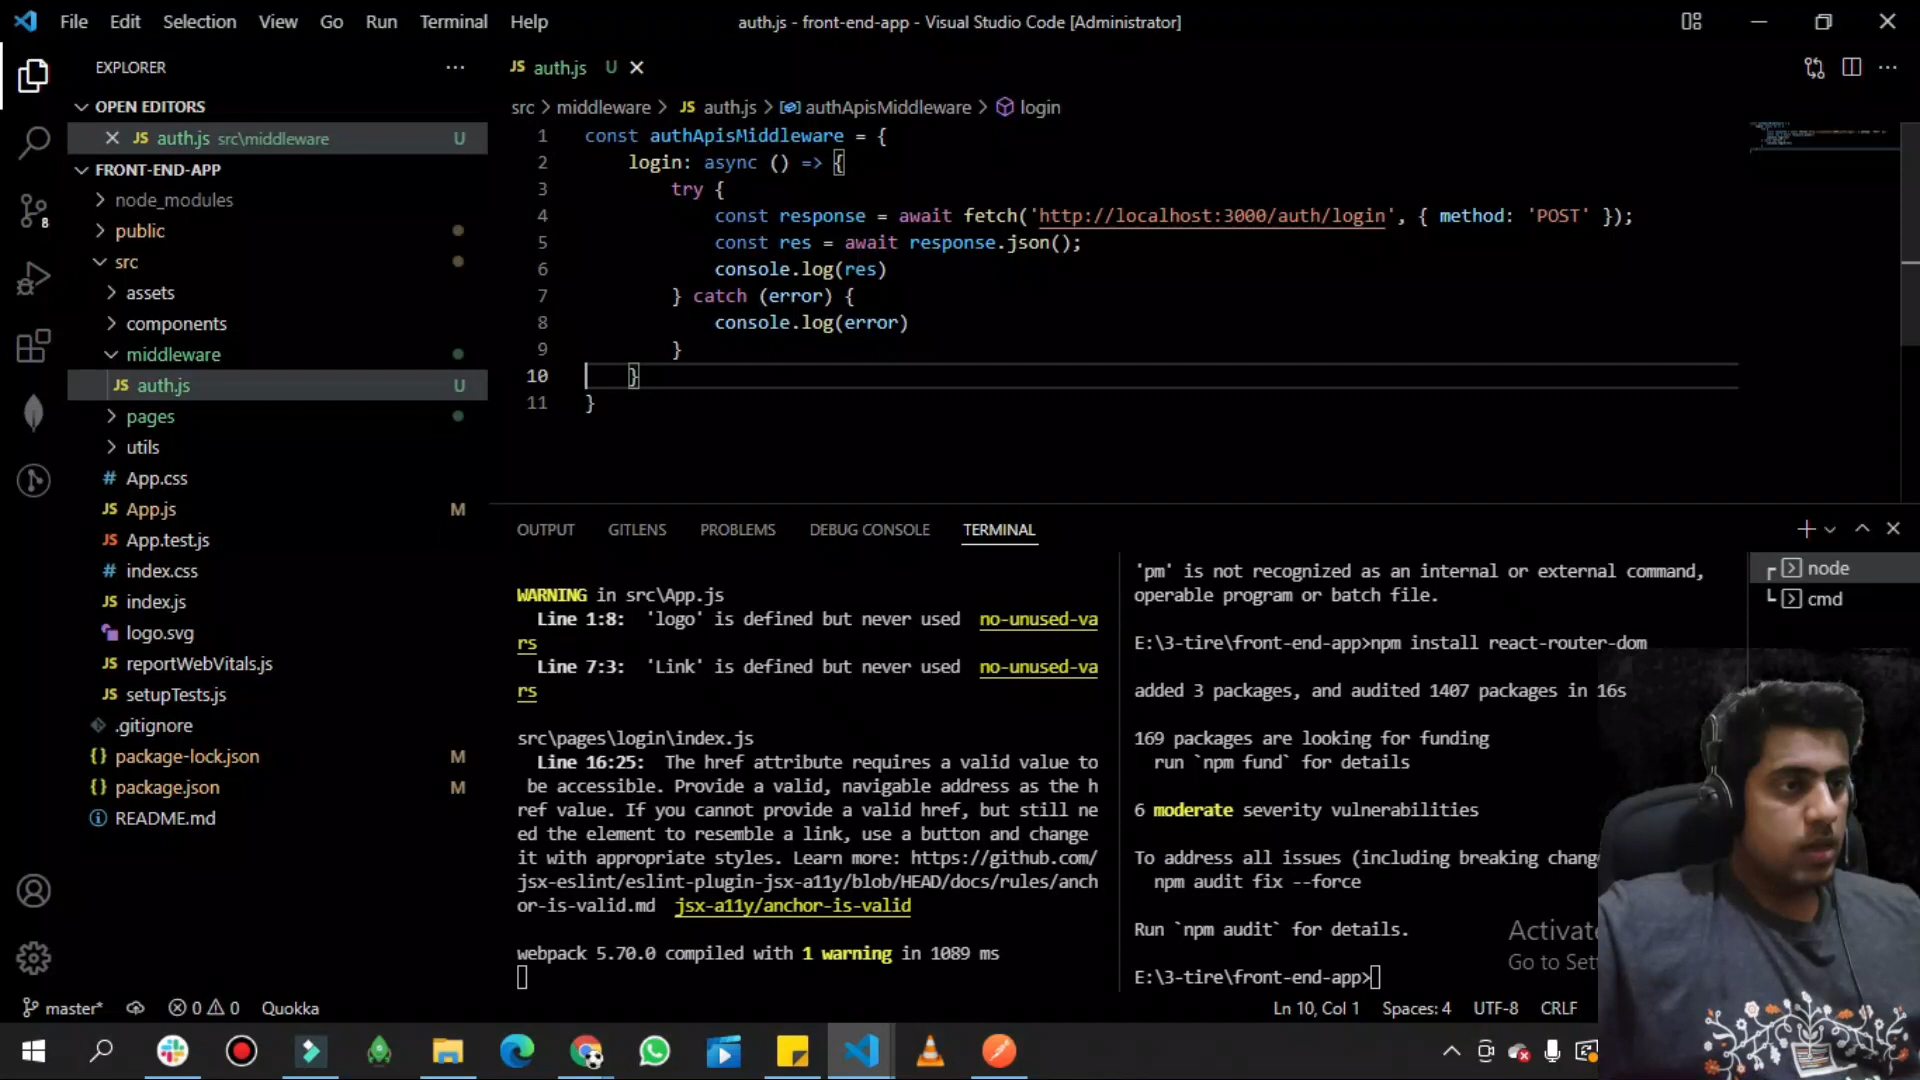 File Edit Selection View Go Run Terminal Help
auth.js - front-end-app - Visual Studio Code [Administrator]
EXPLORER
OPEN EDITORS
JS auth.js src\middleware U
FRONT-END-APP
node_modules
public
src
assets
components
middleware
JS auth.js U
pages
utils
# App.css
JS App.js M
JS App.test.js
# index.css
JS index.js
logo.svg
JS reportWebVitals.js
JS setupTests.js
.gitignore
{} package-lock.json M
{} package.json M
README.md
8
JS auth.js U
src > middleware > JS auth.js > authApisMiddleware > login
1 const authApisMiddleware = {
2 login: async () => {
3 try {
4 const response = await fetch('http://localhost:3000/auth/login', { method: 'POST' });
5 const res = await response.json();
6 console.log(res)
7 } catch (error) {
8 console.log(error)
9 }
10 }
11 }
OUTPUT GITLENS PROBLEMS DEBUG CONSOLE TERMINAL
WARNING in src\App.js
Line 1:8: 'logo' is defined but never used no-unused-va
rs
Line 7:3: 'Link' is defined but never used no-unused-va
rs
src\pages\login\index.js
Line 16:25: The href attribute requires a valid value to
be accessible. Provide a valid, navigable address as the h
ref value. If you cannot provide a valid href, but still ne
ed the element to resemble a link, use a button and change
it with appropriate styles. Learn more: https://github.com/
jsx-eslint/eslint-plugin-jsx-a11y/blob/HEAD/docs/rules/anch
or-is-valid.md jsx-a11y/anchor-is-valid
webpack 5.70.0 compiled with 1 warning in 1089 ms
'pm' is not recognized as an internal or external command,
operable program or batch file.
E:\3-tire\front-end-app>npm install react-router-dom
added 3 packages, and audited 1407 packages in 16s
169 packages are looking for funding
run `npm fund` for details
6 moderate severity vulnerabilities
To address all issues (including breaking chang
npm audit fix --force
Run `npm audit` for details.
E:\3-tire\front-end-app>
node
cmd
Activat
Go to Set
master* 0 0 Quokka
Ln 10, Col 1 Spaces: 4 UTF-8 CRLF